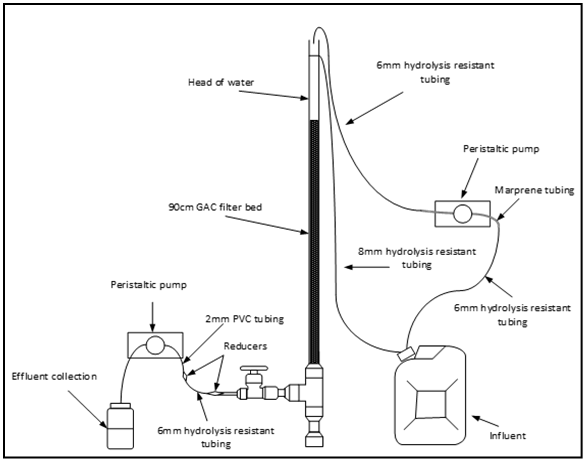 6mm hydrolysis resistant
tubing
Head of water
Peristaltic pump
Marprene tubing
90cm GAC filter bed
8mm hydrolysis resistant
tubing
Peristaltic pump
6mm hydrolysis resistant
tubing
2mm PVC tubing
Reducers
Effluent collection
6mm hydrolysis resistant
tubing
Influent